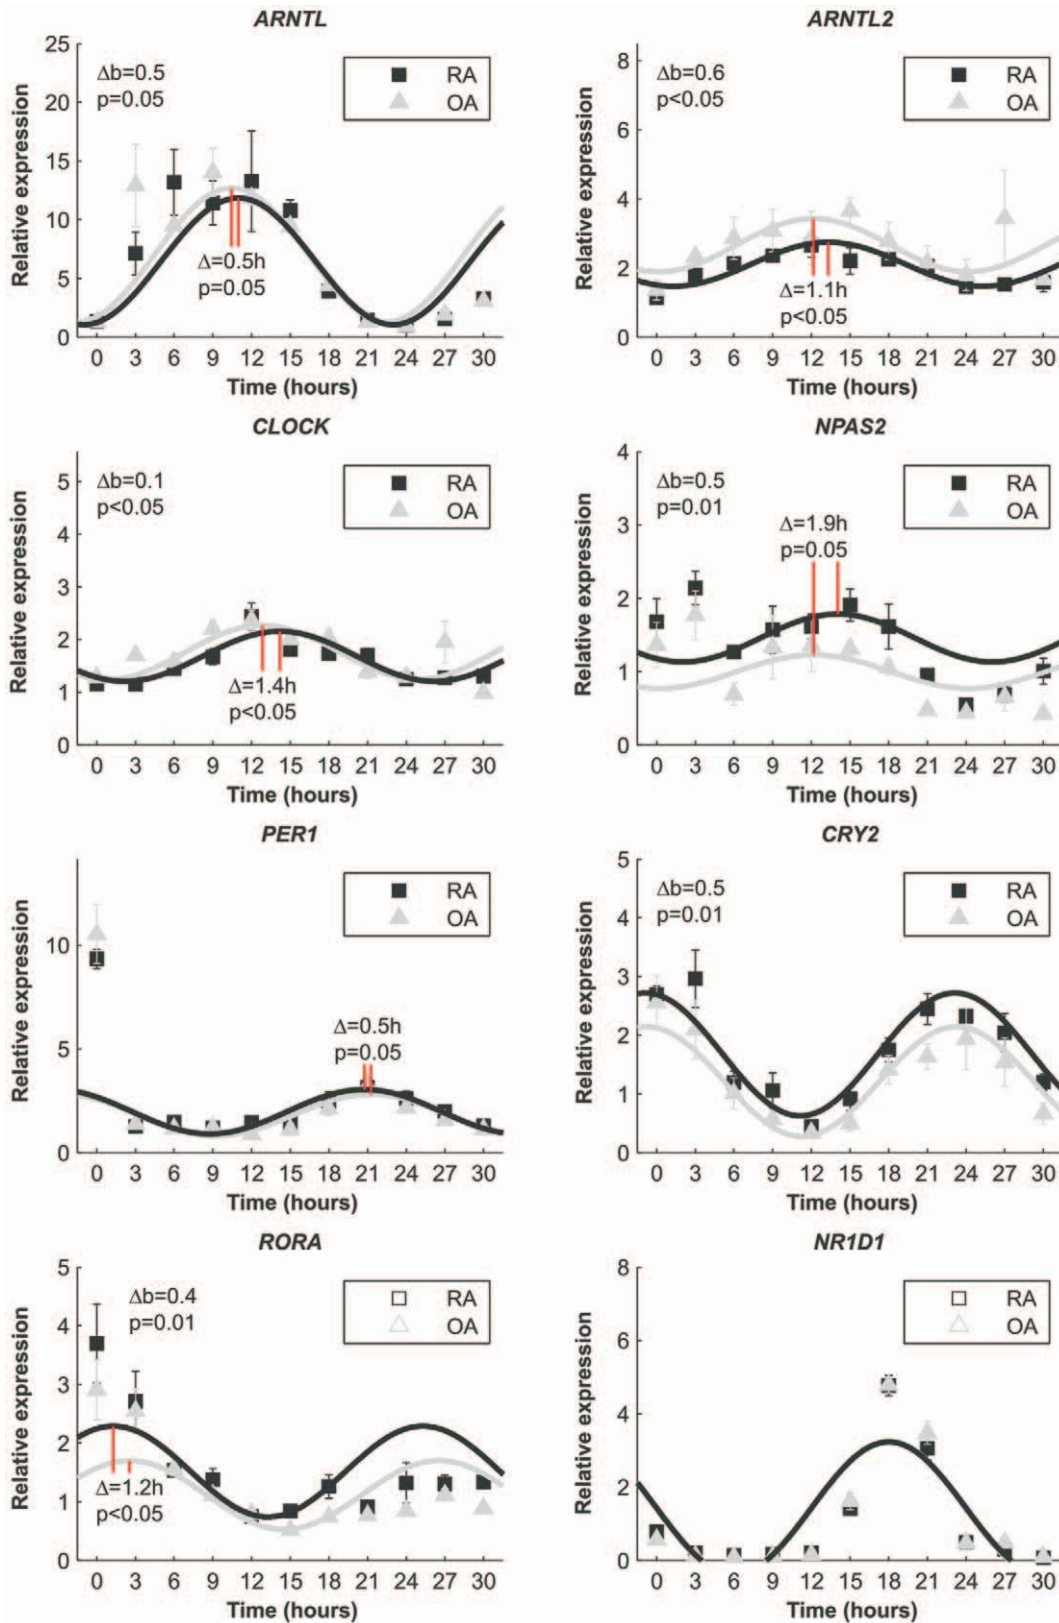 ARNTL
25
20
15
10
5
0
Relative expression
Δb=0.5
p=0.05
RA
OA
Δ=0.5h
p=0.05
0 3 6 9 12 15 18 21 24 27 30
Time (hours)
ARNTL2
8
6
4
2
0
Relative expression
Δb=0.6
p<0.05
RA
OA
Δ=1.1h
p<0.05
0 3 6 9 12 15 18 21 24 27 30
Time (hours)
CLOCK
5
4
3
2
1
0
Relative expression
Δb=0.1
p<0.05
RA
OA
Δ=1.4h
p<0.05
0 3 6 9 12 15 18 21 24 27 30
Time (hours)
NPAS2
4
3
2
1
0
Relative expression
Δb=0.5
p=0.01
RA
OA
Δ=1.9h
p=0.05
0 3 6 9 12 15 18 21 24 27 30
Time (hours)
PER1
10
5
0
Relative expression
RA
OA
Δ=0.5h
p=0.05
0 3 6 9 12 15 18 21 24 27 30
Time (hours)
CRY2
5
4
3
2
1
0
Relative expression
Δb=0.5
p=0.01
RA
OA
0 3 6 9 12 15 18 21 24 27 30
Time (hours)
RORA
5
4
3
2
1
0
Relative expression
Δb=0.4
p=0.01
RA
OA
Δ=1.2h
p<0.05
0 3 6 9 12 15 18 21 24 27 30
Time (hours)
NR1D1
8
6
4
2
0
Relative expression
RA
OA
0 3 6 9 12 15 18 21 24 27 30
Time (hours)